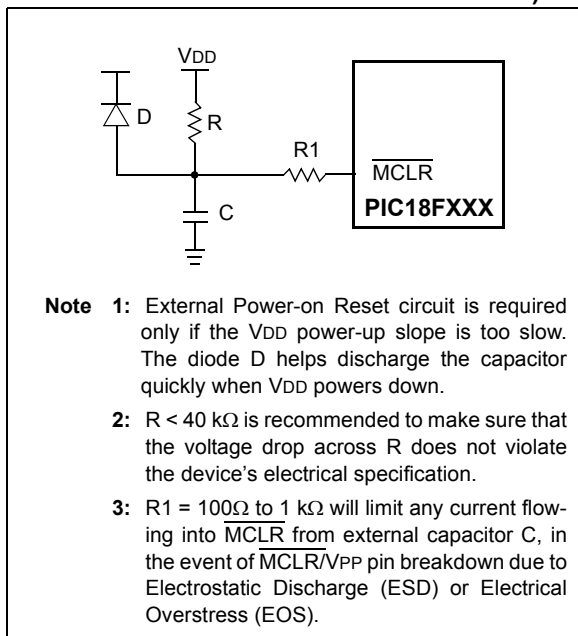 VDD
D
R
R1
MCLR
PIC18FXXX
C
Note 1: External Power-on Reset circuit is required
only if the VDD power-up slope is too slow.
The diode D helps discharge the capacitor
quickly when VDD powers down.
2: R < 40 kΩ is recommended to make sure that
the voltage drop across R does not violate
the device's electrical specification.
3: R1 = 100Ω to 1 kΩ will limit any current flow-
ing into MCLR from external capacitor C, in
the event of MCLR/VPP pin breakdown due to
Electrostatic Discharge (ESD) or Electrical
Overstress (EOS).